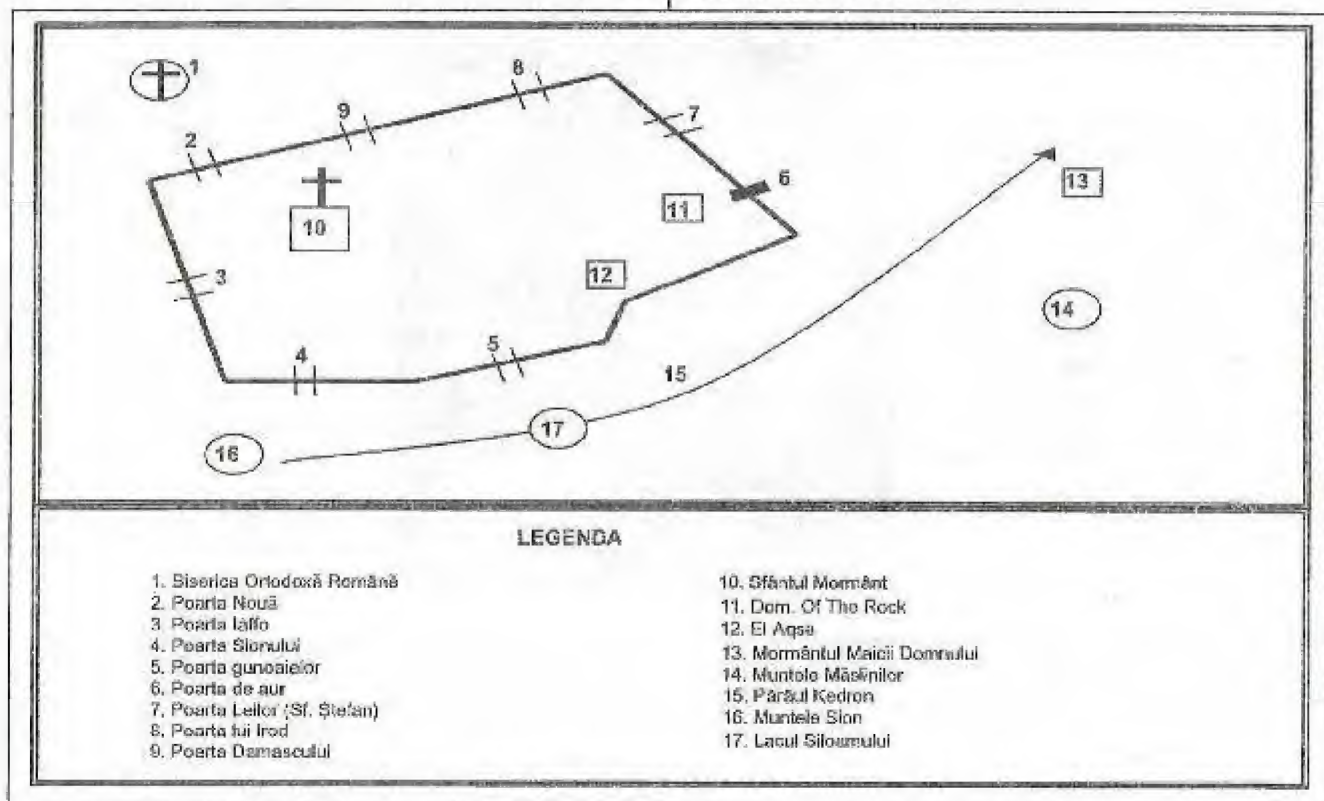 1
8
9
7
2
6
13
11
10
12
3
14
5
4
15
17
16
LEGENDA
1. Biserica Ortodoxă Română
2. Poarta Nouă
3. Poarta Iaffo
4. Poarta Sionului
5. Poarta gunoaielor
6. Poarta de aur
7. Poarta Leilor (Sf. Ștefan)
8. Poarta lui Irod
9. Poarta Damascului
10. Sfântul Mormânt
11. Dom. Of The Rock
12. El Aqsa
13. Mormântul Maicii Domnului
14. Muntele Măslinilor
15. Pârâul Kedron
16. Muntele Sion
17. Lacul Siloamului